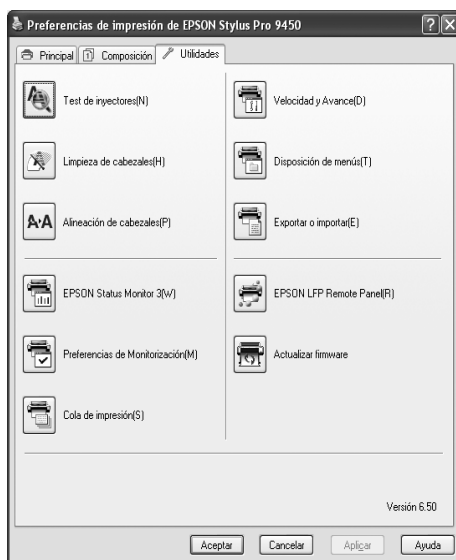 Preferencias de impresión de EPSON Stylus Pro 9450
Principal
Composición
Utilidades
Test de inyectores(N)
Limpieza de cabezales(H)
Alineación de cabezales(P)
Velocidad y Avance(D)
Disposición de menús(T)
Exportar o importar(E)
EPSON Status Monitor 3(W)
Preferencias de Monitorización(M)
Cola de impresión(S)
EPSON LFP Remote Panel(R)
Actualizar firmware
Versión 6.50
Aceptar
Cancelar
Aplicar
Ayuda